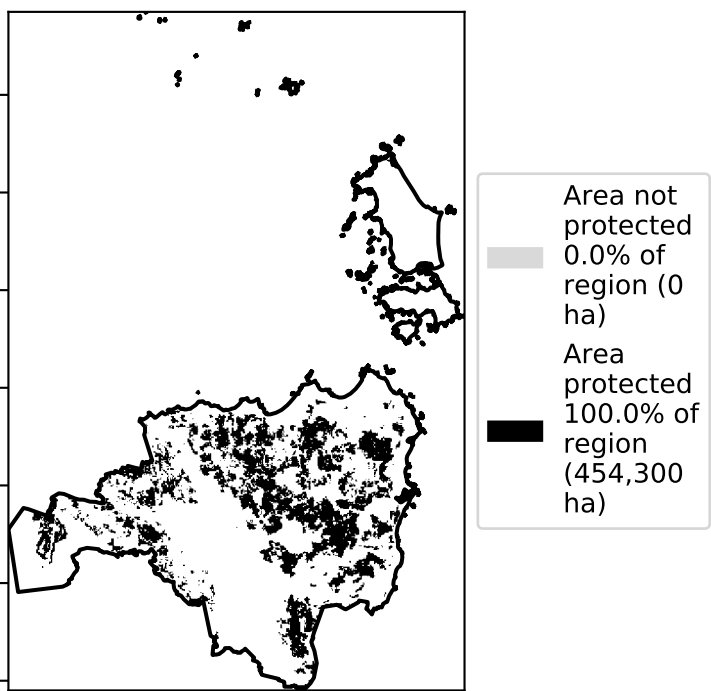 Area not
protected
0.0% of
region (0
ha)
Area
protected
100.0% of
region
(454,300
ha)